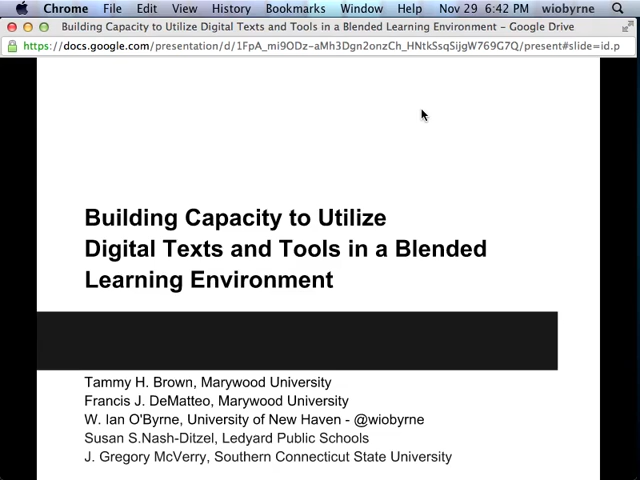 Chrome File Edit View History Bookmarks Window Help Nov 29 6:42 PM wiobyrne
Building Capacity to Utilize Digital Texts and Tools in a Blended Learning Environment - Google Drive
https://docs.google.com/presentation/d/1FpA_mi9ODz-aMh3Dgn2onzCh_HNtkSsqSijgW769G7Q/present#slide=id.p
Building Capacity to Utilize
Digital Texts and Tools in a Blended
Learning Environment
Tammy H. Brown, Marywood University
Francis J. DeMatteo, Marywood University
W. Ian O'Byrne, University of New Haven - @wiobyrne
Susan S.Nash-Ditzel, Ledyard Public Schools
J. Gregory McVerry, Southern Connecticut State University